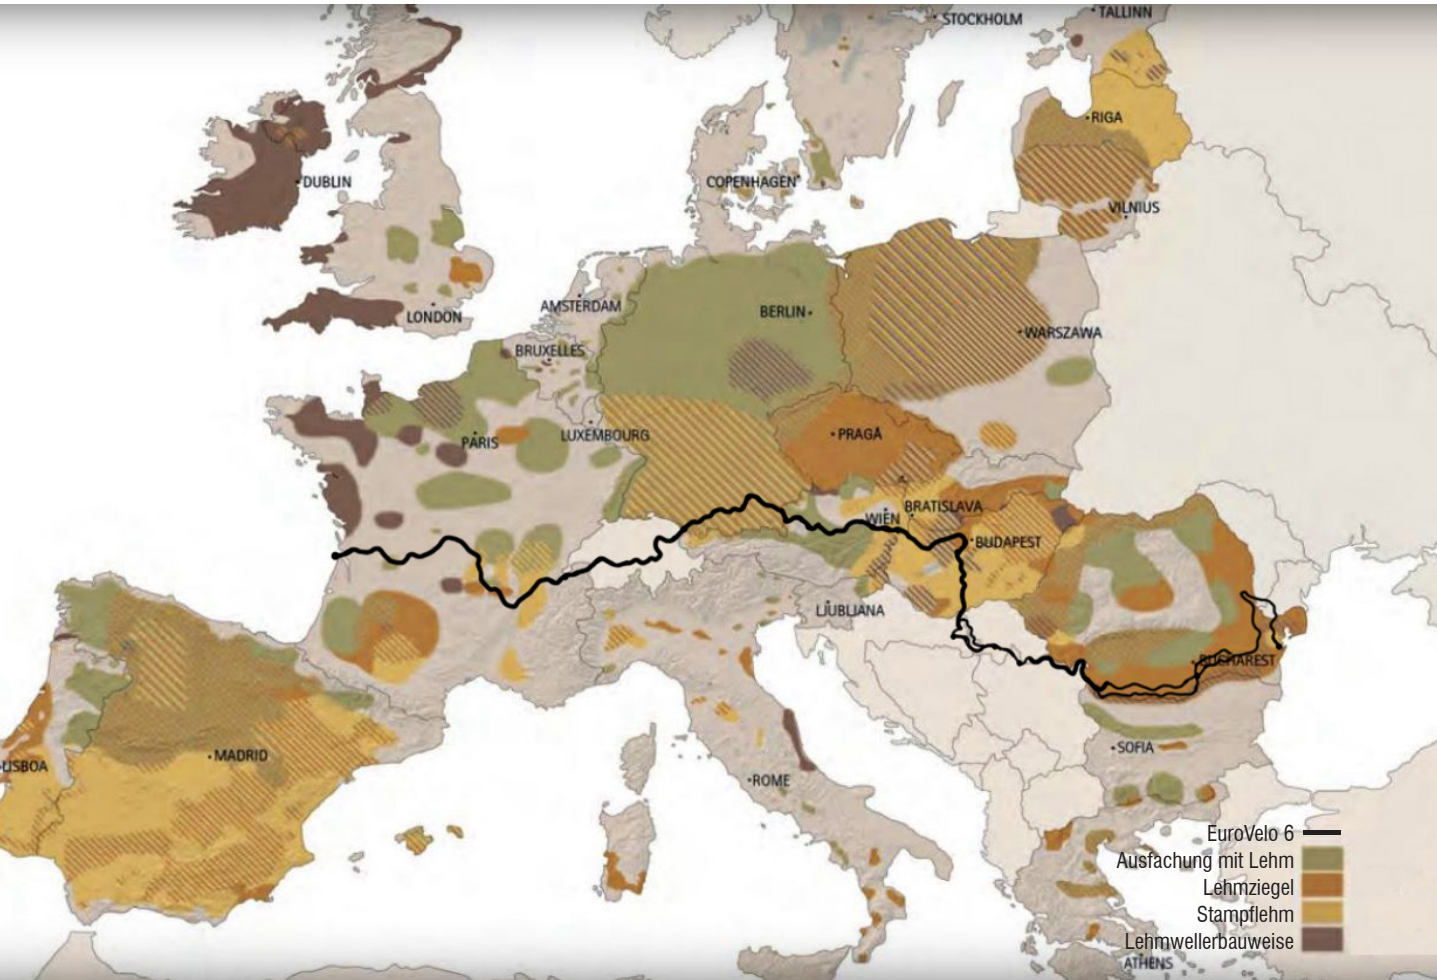 STOCKHOLM
TALLINN
RIGA
DUBLIN
COPENHAGEN
VILNIUS
AMSTERDAM
BERLIN
LONDON
WARSZAWA
BRUXELLES
PARIS
LUXEMBOURG
PRAGA
BRATISLAVA
WIEN
BUDAPEST
LJUBLIANA
BUCHAREST
SOFIA
MADRID
LISBOA
ROME
EuroVelo 6
Ausfachung mit Lehm
Lehmziegel
Stampflehm
Lehmwellerbauweise
ATHENS